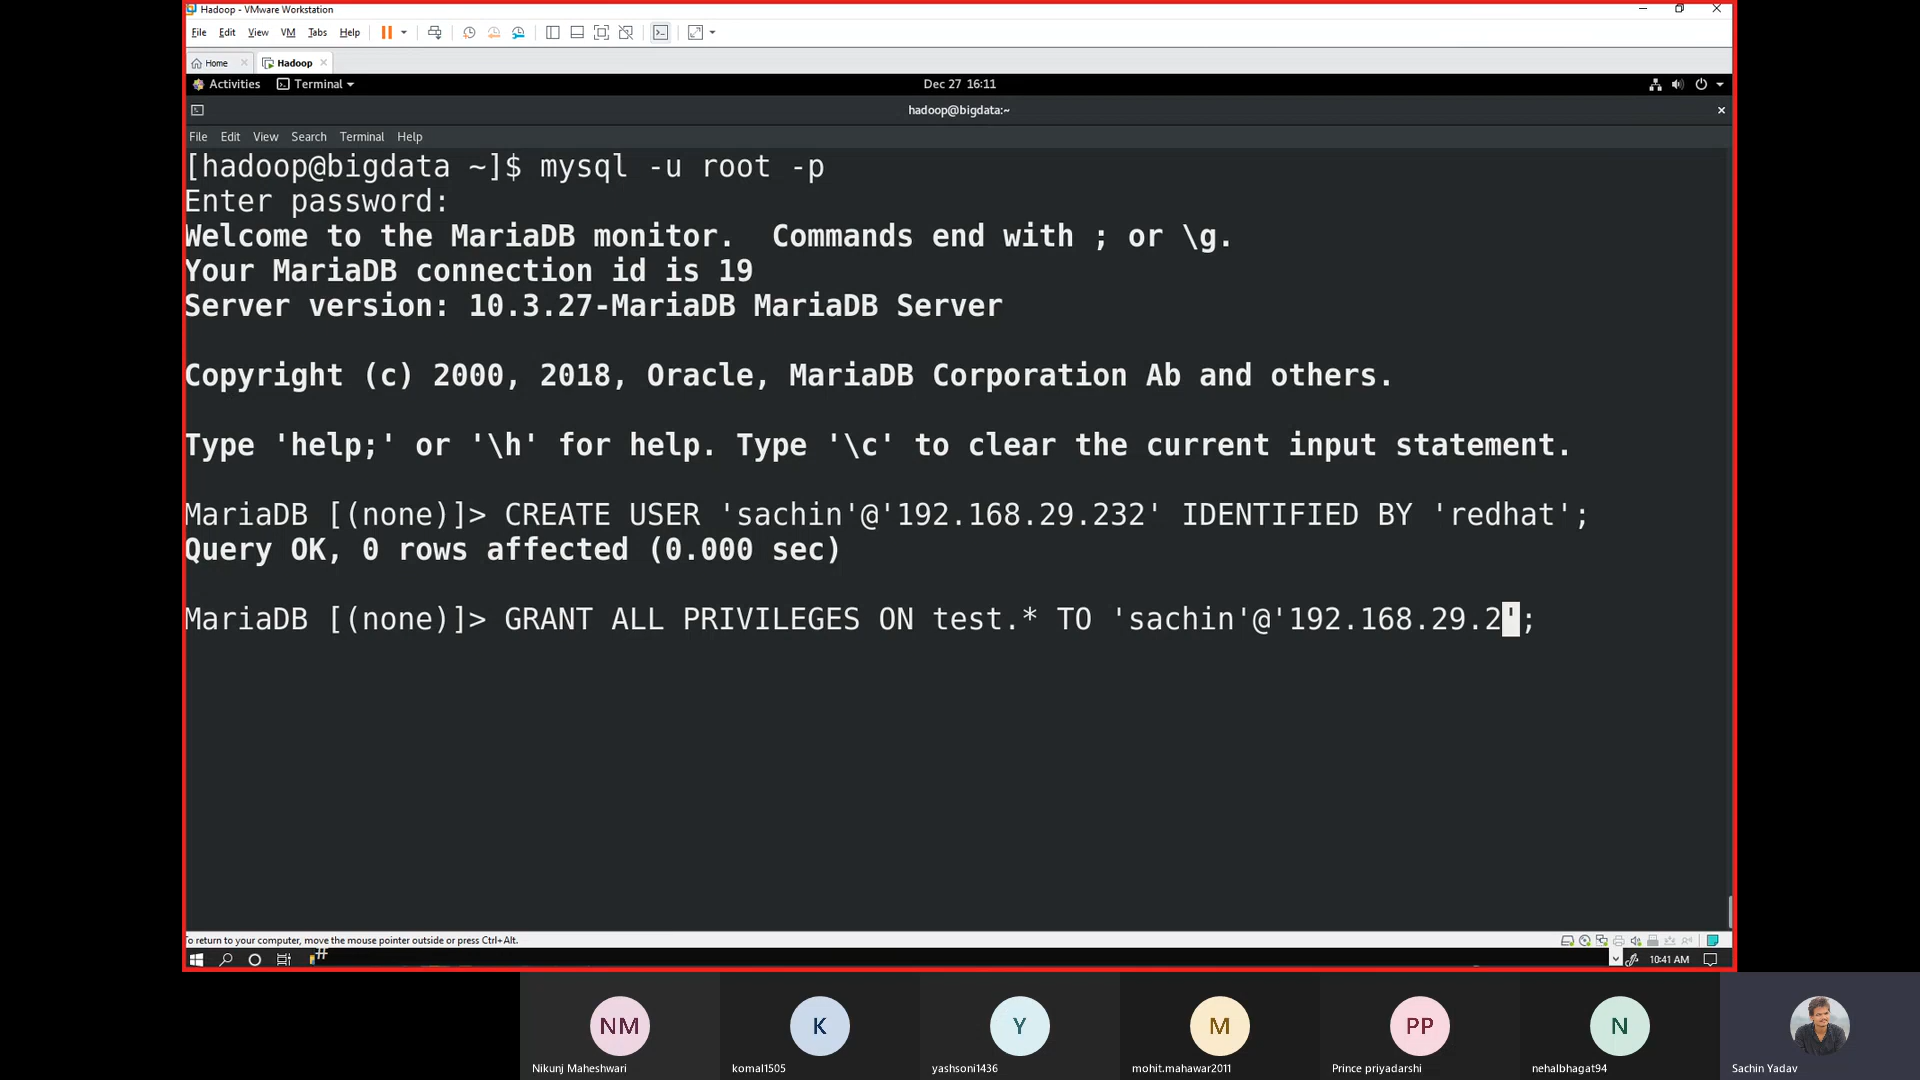 Hadoop - VMware Workstation
File Edit View VM Tabs Help
Home Hadoop
Activities Terminal Dec 27 16:11
hadoop@bigdata:~
File Edit View Search Terminal Help
[hadoop@bigdata ~]$ mysql -u root -p
Enter password:
Welcome to the MariaDB monitor.  Commands end with ; or \g.
Your MariaDB connection id is 19
Server version: 10.3.27-MariaDB MariaDB Server
Copyright (c) 2000, 2018, Oracle, MariaDB Corporation Ab and others.
Type 'help;' or '\h' for help. Type '\c' to clear the current input statement.
MariaDB [(none)]> CREATE USER 'sachin'@'192.168.29.232' IDENTIFIED BY 'redhat';
Query OK, 0 rows affected (0.000 sec)
MariaDB [(none)]> GRANT ALL PRIVILEGES ON test.* TO 'sachin'@'192.168.29.2';
To return to your computer, move the mouse pointer outside or press Ctrl+Alt.
# 10:41 AM
NM K Y M PP N
Nikunj Maheshwari komal1505 yashsoni1436 mohit.mahawar2011 Prince priyadarshi nehalbhagat94 Sachin Yadav